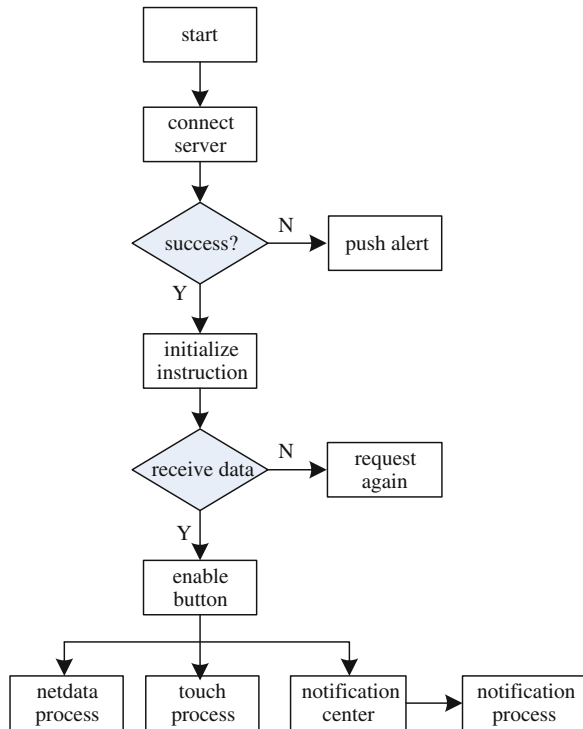 start
connect
server
success?
N
push alert
Y
initialize
instruction
receive data
N
request
again
Y
enable
button
netdata
process
touch
process
notification
center
notification
process